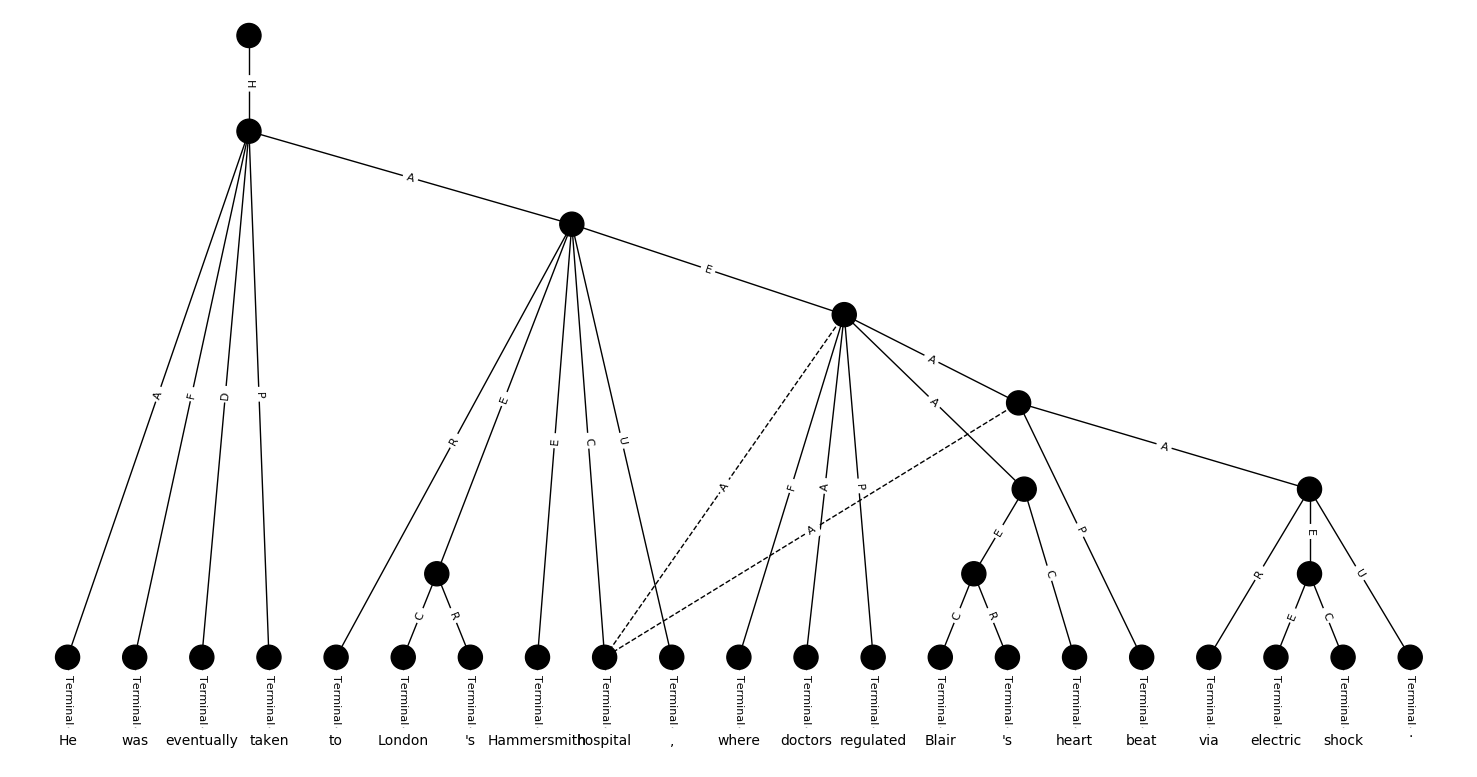 H
A
A
F
D
P
E
R
E
E
C
U
A
A
A
F
A
P
A
A
E
C
P
R
E
U
C
R
C
R
E
C
Terminal Terminal Terminal Terminal Terminal Terminal Terminal Terminal Terminal Terminal Terminal Terminal Terminal Terminal Terminal Terminal Terminal Terminal Terminal Terminal Terminal
He was eventually taken to London 's Hammersmith hospital , where doctors regulated Blair 's heart beat via electric shock .